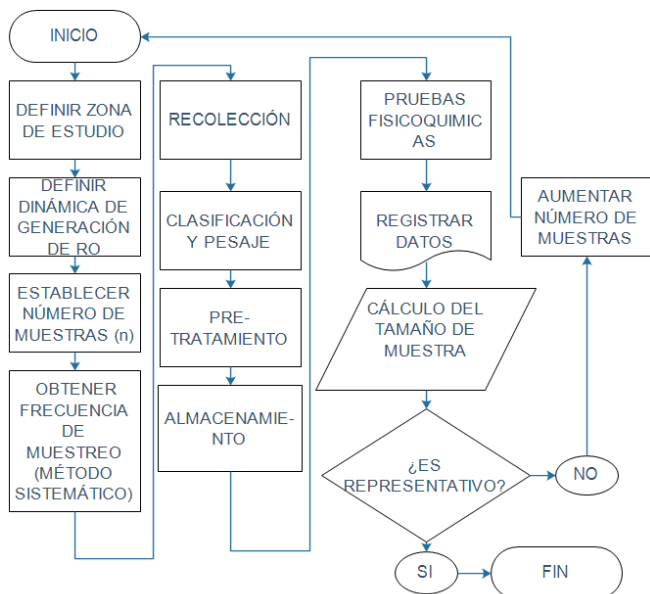 INICIO
DEFINIR ZONA
DE ESTUDIO
DEFINIR
DINÁMICA DE
GENERACIÓN
DE RO
ESTABLECER
NÚMERO DE
MUESTRAS (n)
OBTENER
FRECUENCIA
DE
MUESTREO
(MÉTODO
SISTEMÁTICO)
RECOLECCIÓN
CLASIFICACIÓN
Y PESAJE
PRE-
TRATAMIENTO
ALMACENAMIE-
NTO
PRUEBAS
FISICOQUIMIC
AS
REGISTRAR
DATOS
CÁLCULO DEL
TAMAÑO DE
MUESTRA
¿ES
REPRESENTATIVO?
NO
AUMENTAR
NÚMERO DE
MUESTRAS
SI
FIN